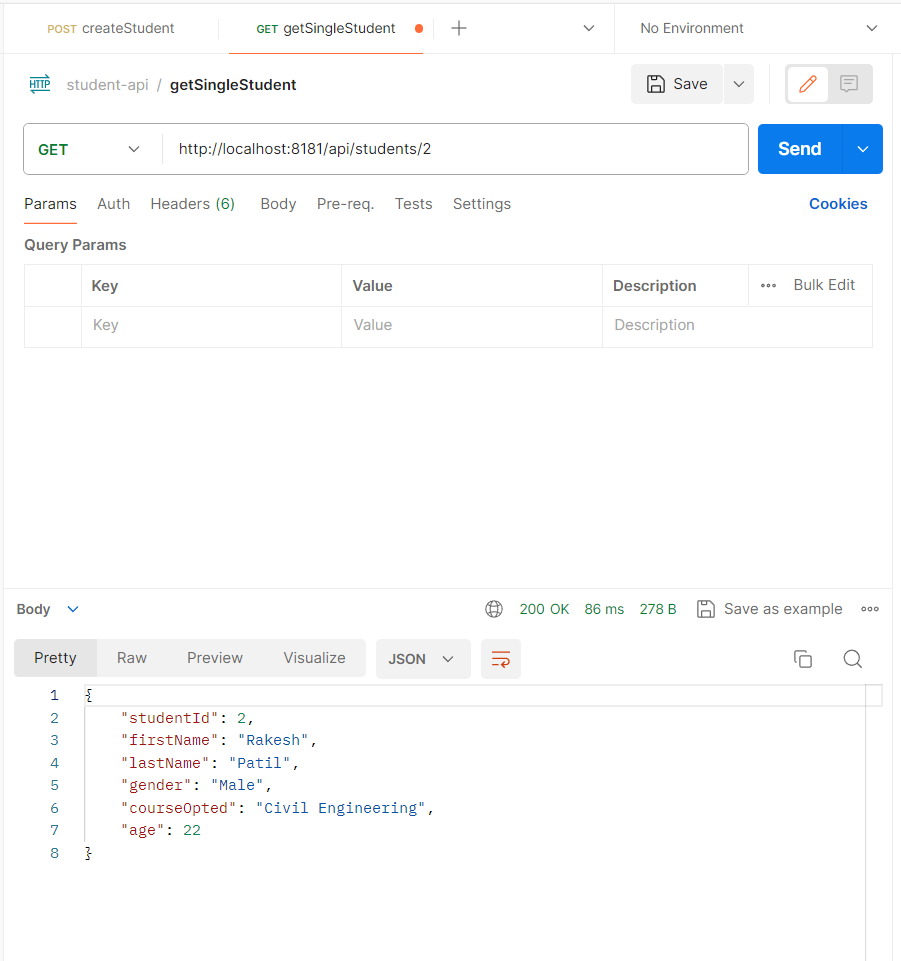 POST createStudent GET getSingleStudent No Environment
HTTP student-api / getSingleStudent Save
GET http://localhost:8181/api/students/2 Send
Params Auth Headers (6) Body Pre-req. Tests Settings Cookies
Query Params
Key Value Description ••• Bulk Edit
Key Value Description
Body 200 OK 86 ms 278 B Save as example
Pretty Raw Preview Visualize JSON
1 {
2 "studentId": 2,
3 "firstName": "Rakesh",
4 "lastName": "Patil",
5 "gender": "Male",
6 "courseOpted": "Civil Engineering",
7 "age": 22
8 }